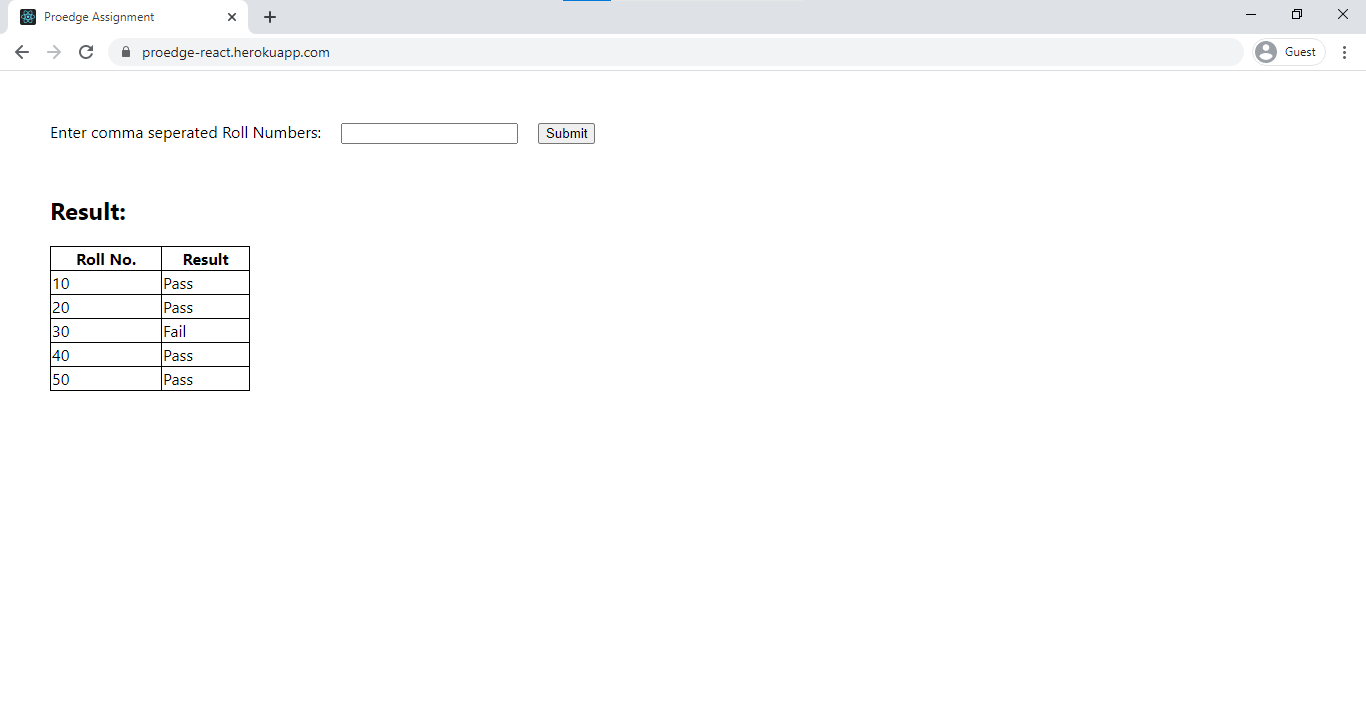 Proedge Assignment
proedge-react.herokuapp.com
Guest
Enter comma seperated Roll Numbers: Submit
Result:
Roll No. Result
10 Pass
20 Pass
30 Fail
40 Pass
50 Pass